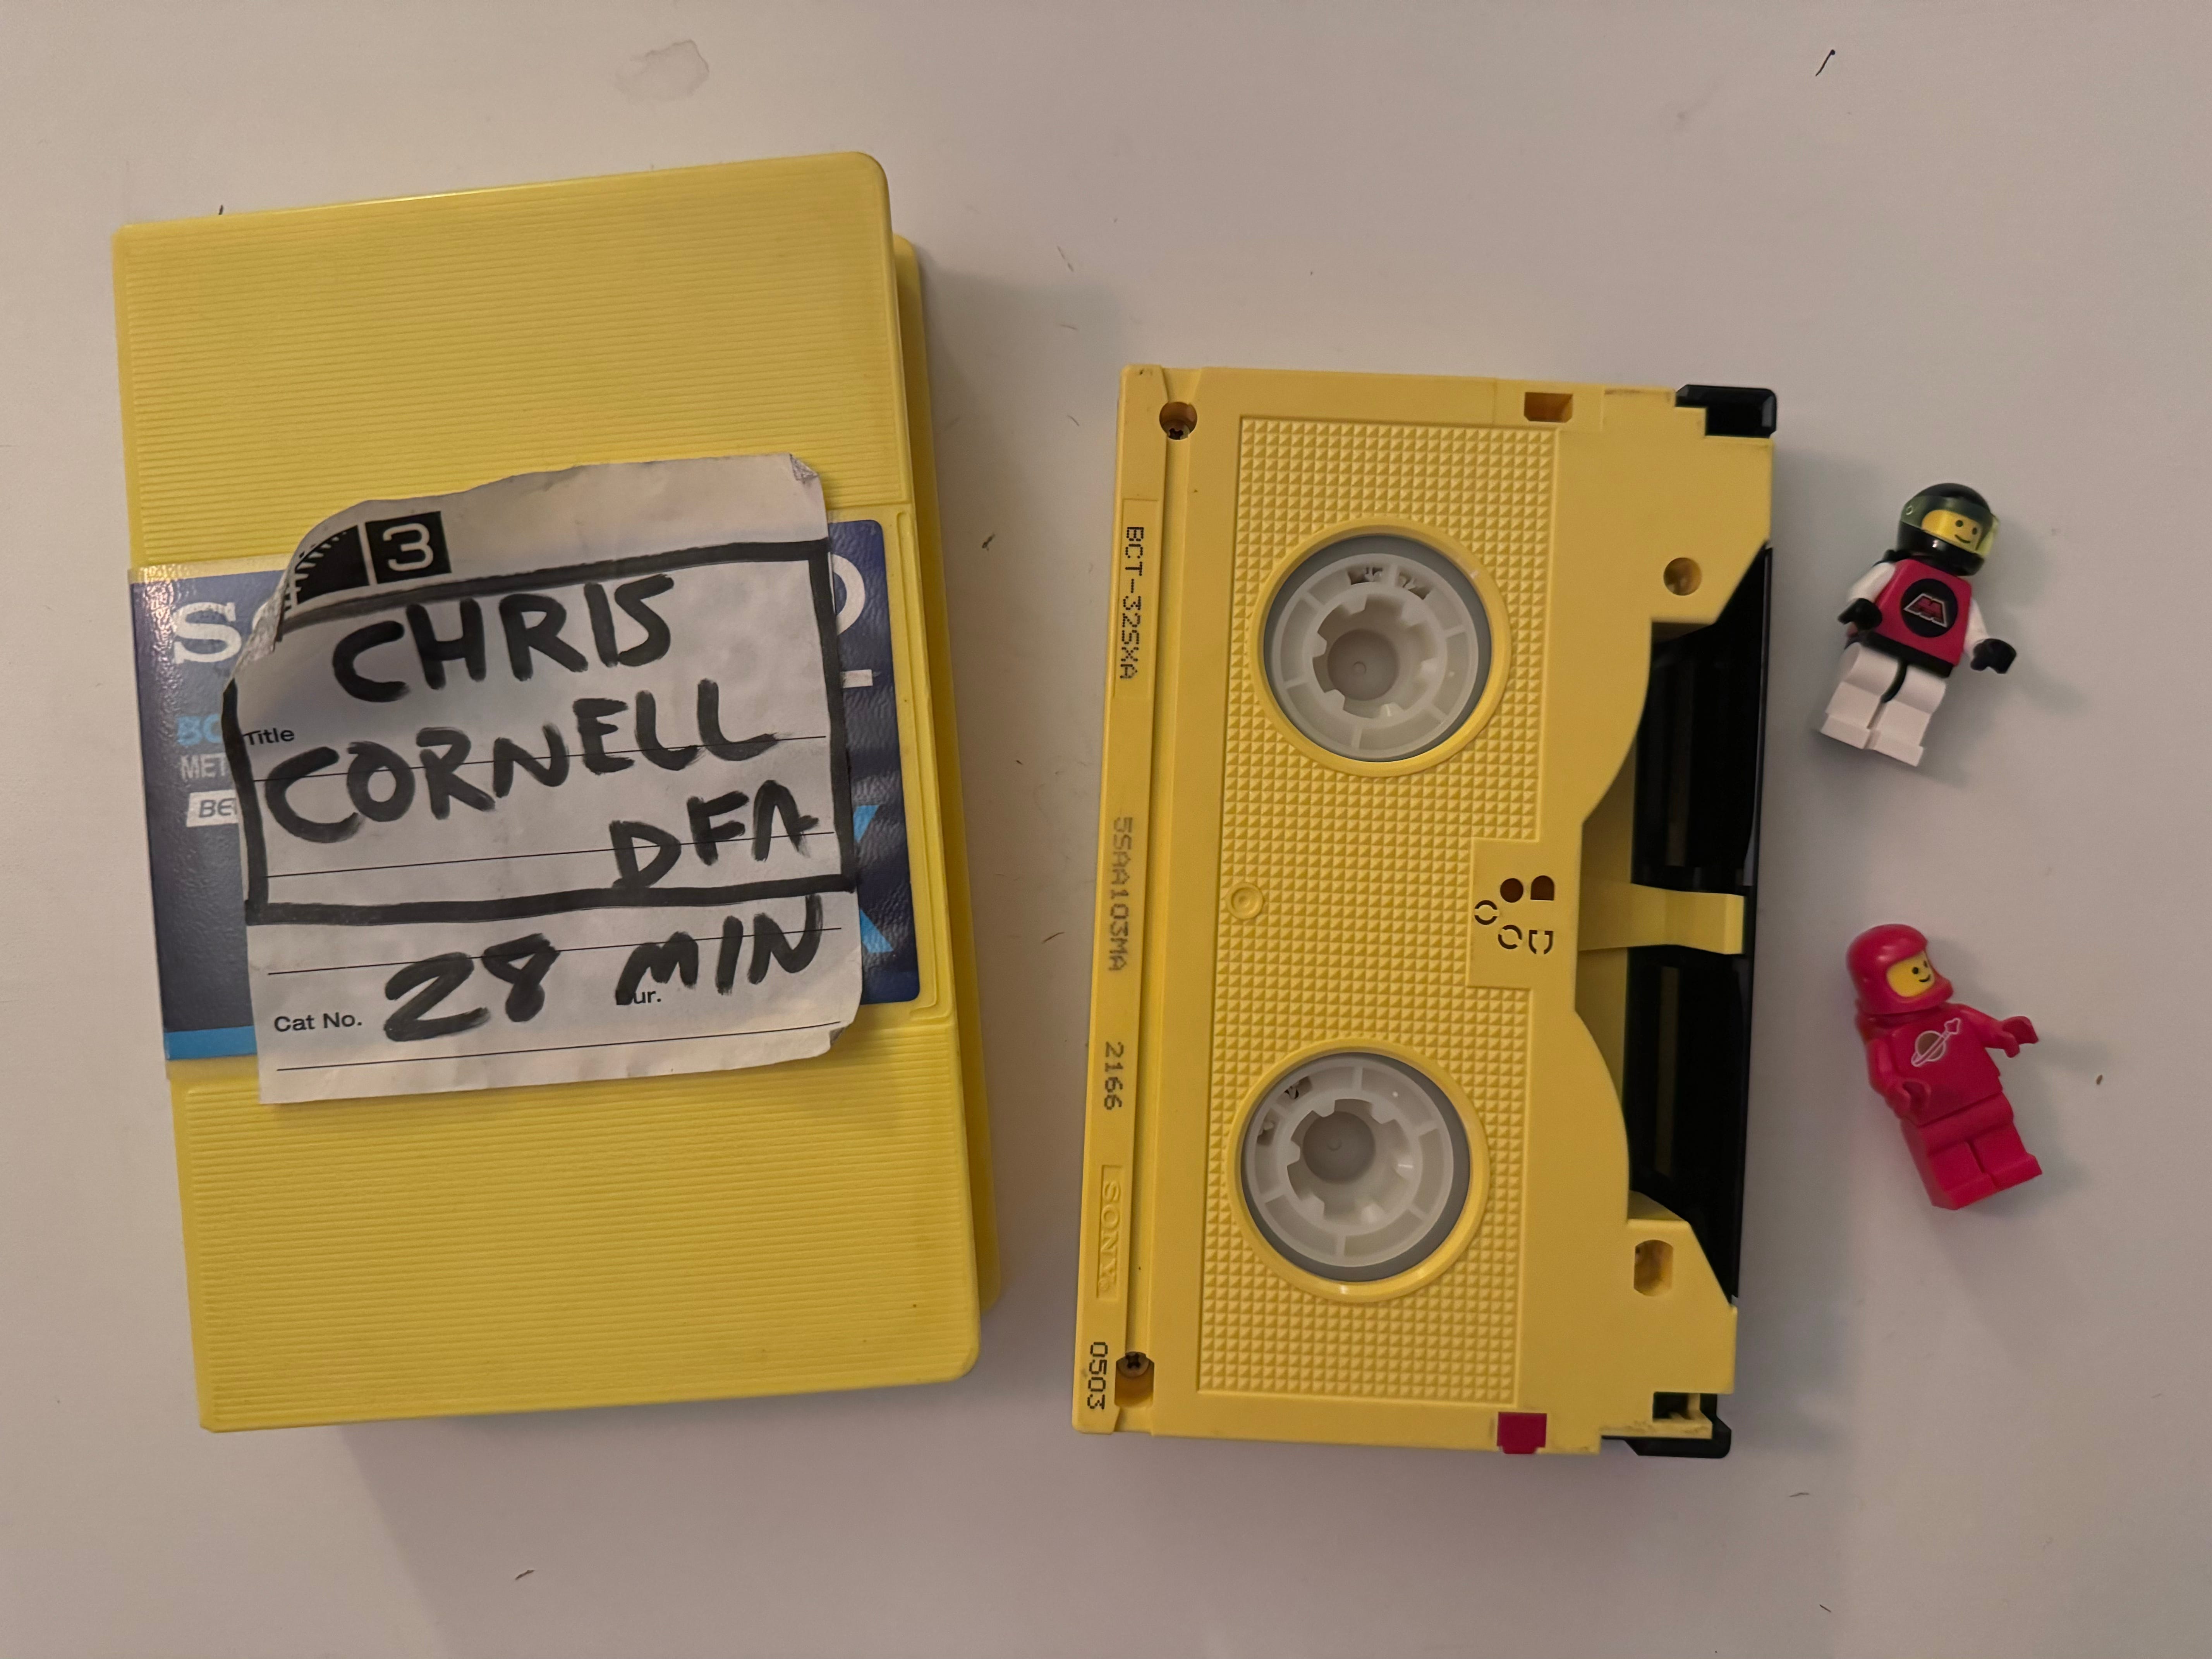 3
CHRIS
Title
CORNELL
DFA
28 MIN
Cat No.
BCT-32SXA
5SAA103MA
2166
SONY
0503
M